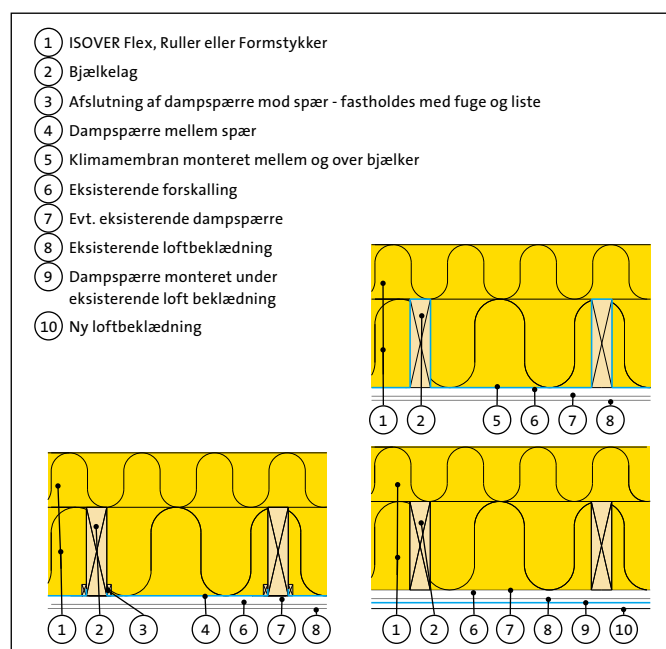 1 ISOVER Flex, Ruller eller Formstykker
2 Bjælkelag
3 Afslutning af dampspærre mod spær - fastholdes med fuge og liste
4 Dampspærre mellem spær
5 Klimamembran monteret mellem og over bjælker
6 Eksisterende forskalling
7 Evt. eksisterende dampspærre
8 Eksisterende loftbeklædning
9 Dampspærre monteret under
eksisterende loft beklædning
10 Ny loftbeklædning
1 2 5 6 7 8
1 2 3 4 6 7 8
1 2 6 7 8 9 10